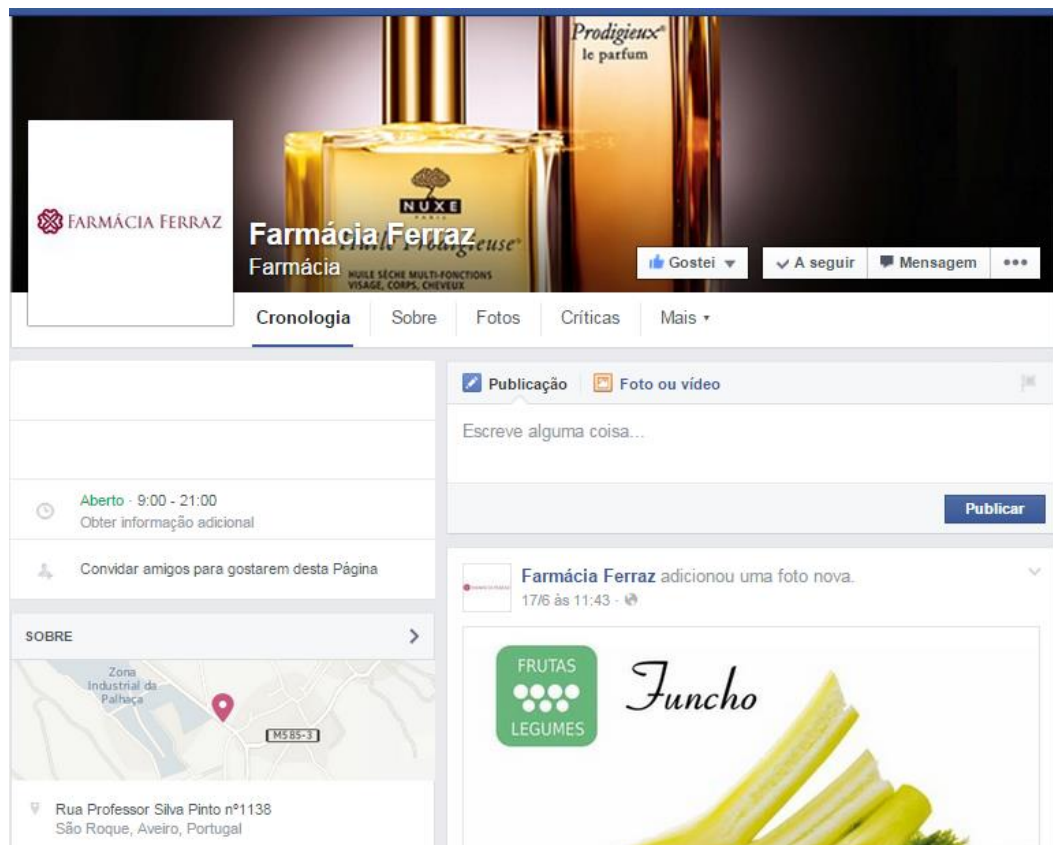 Prodigieux®
le parfum
NUXE
PARIS
Huile Prodigieuse®
HUILE SÈCHE MULTI-FONCTIONS
VISAGE, CORPS, CHEVEUX
FARMÁCIA FERRAZ
Farmácia Ferraz
Farmácia
Gostei
A seguir
Mensagem
Cronologia
Sobre
Fotos
Críticas
Mais
Publicação
Foto ou vídeo
Escreve alguma coisa...
Publicar
Aberto · 9:00 - 21:00
Obter informação adicional
Convidar amigos para gostarem desta Página
SOBRE
Zona
Industrial da
Palhaça
M585-3
Rua Professor Silva Pinto nº1138
São Roque, Aveiro, Portugal
Farmácia Ferraz adicionou uma foto nova.
17/6 às 11:43 ·
FRUTAS
LEGUMES
Funcho